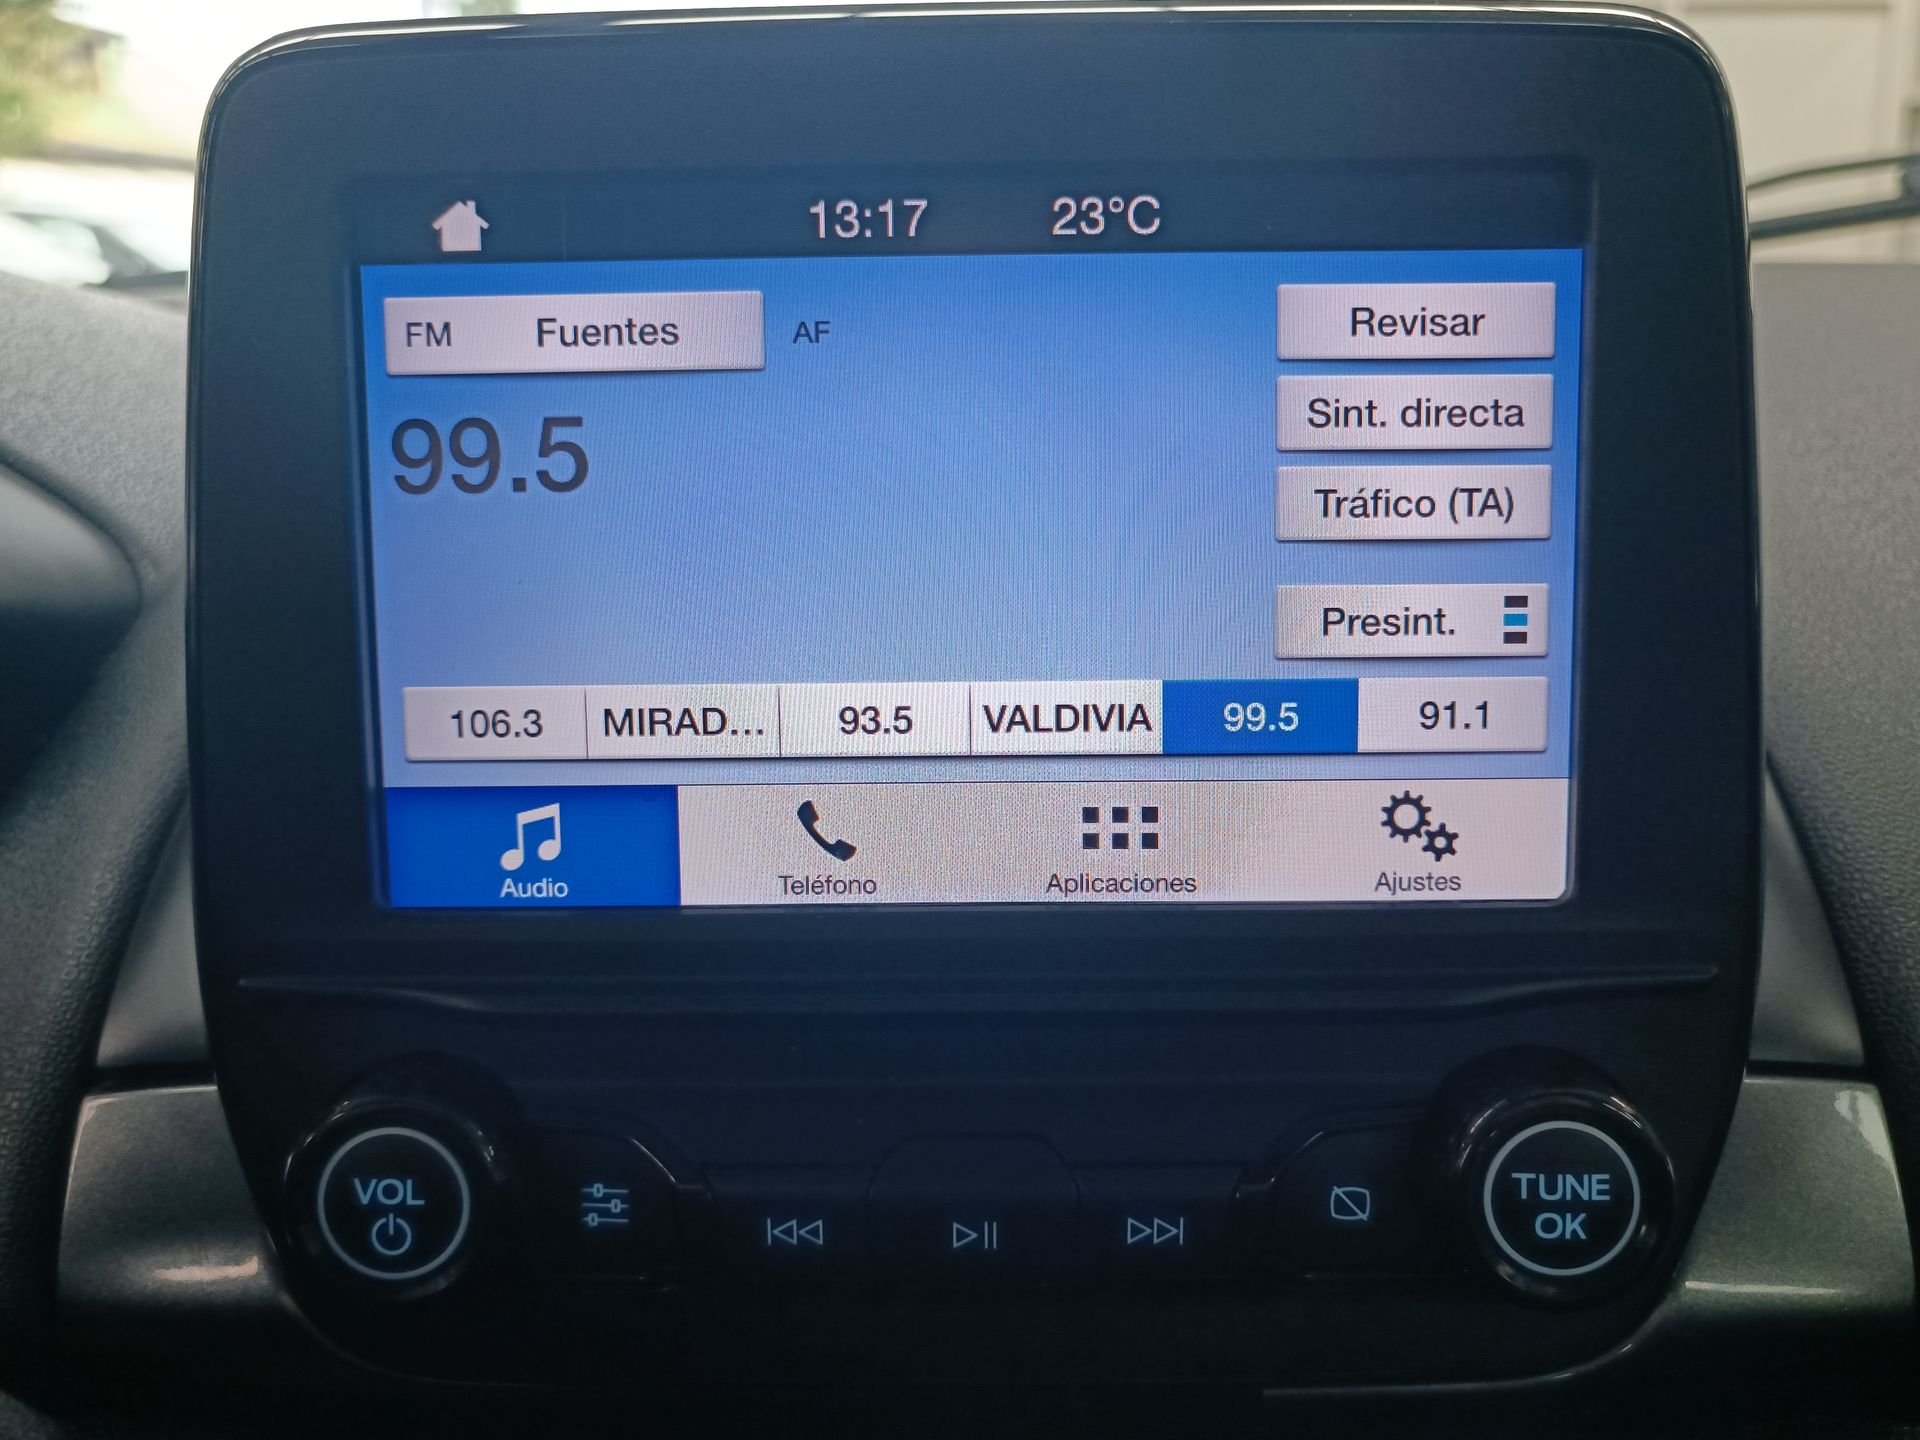 13:17 23°C
FM Fuentes AF Revisar
99.5 Sint. directa
Tráfico (TA)
Presint.
106.3 MIRAD... 93.5 VALDIVIA 99.5 91.1
Audio Teléfono Aplicaciones Ajustes
VOL
TUNE
OK